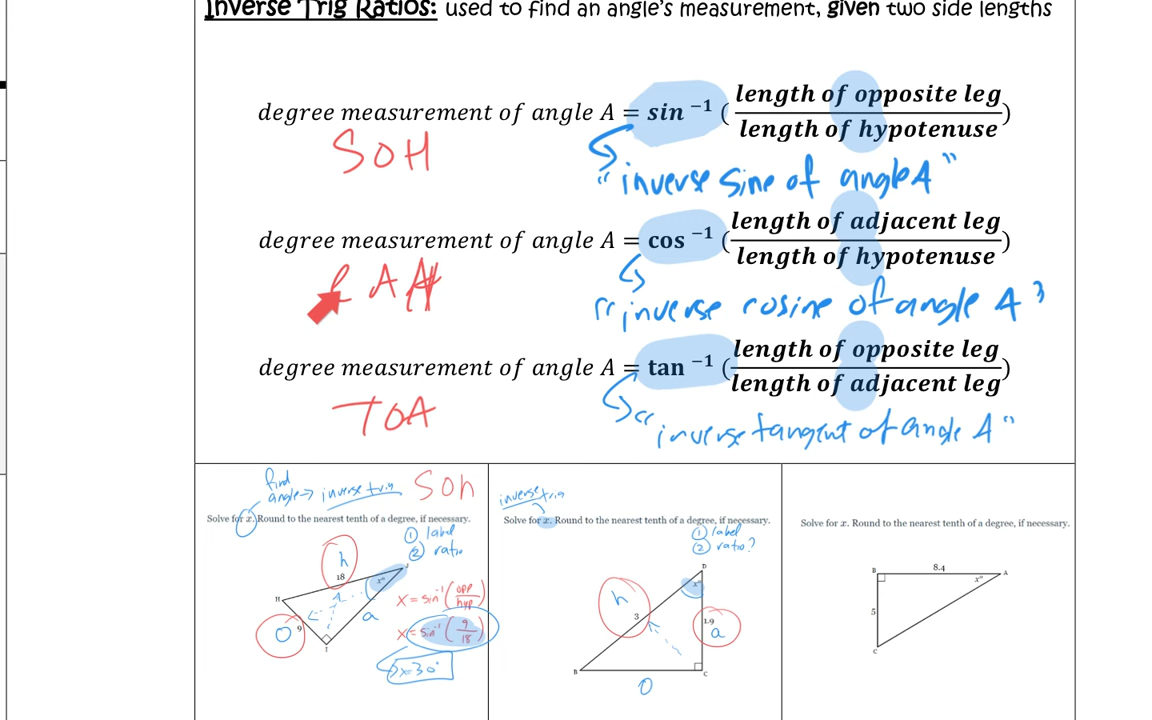 Inverse Trig Ratios: used to find an angle's measurement, given two side lengths
degree measurement of angle A = sin ⁻¹ (length of opposite leg / length of hypotenuse)
SOH
"inverse sine of angle A"
degree measurement of angle A = cos ⁻¹ (length of adjacent leg / length of hypotenuse)
AH
"inverse cosine of angle A"
degree measurement of angle A = tan ⁻¹ (length of opposite leg / length of adjacent leg)
TOA
"inverse tangent of angle A"
find
angle → inverse trig
Soh
Solve for x. Round to the nearest tenth of a degree, if necessary.
① label
② ratio
h
18
x°
H
a
O
9
I
x = sin⁻¹(opp/hyp)
x = sin⁻¹(9/18)
x = 30°
inverse trig
Solve for x. Round to the nearest tenth of a degree, if necessary.
① label
② ratio?
D
x°
h
3
1.9
a
B
C
O
Solve for x. Round to the nearest tenth of a degree, if necessary.
8.4
B
A
x°
5
C